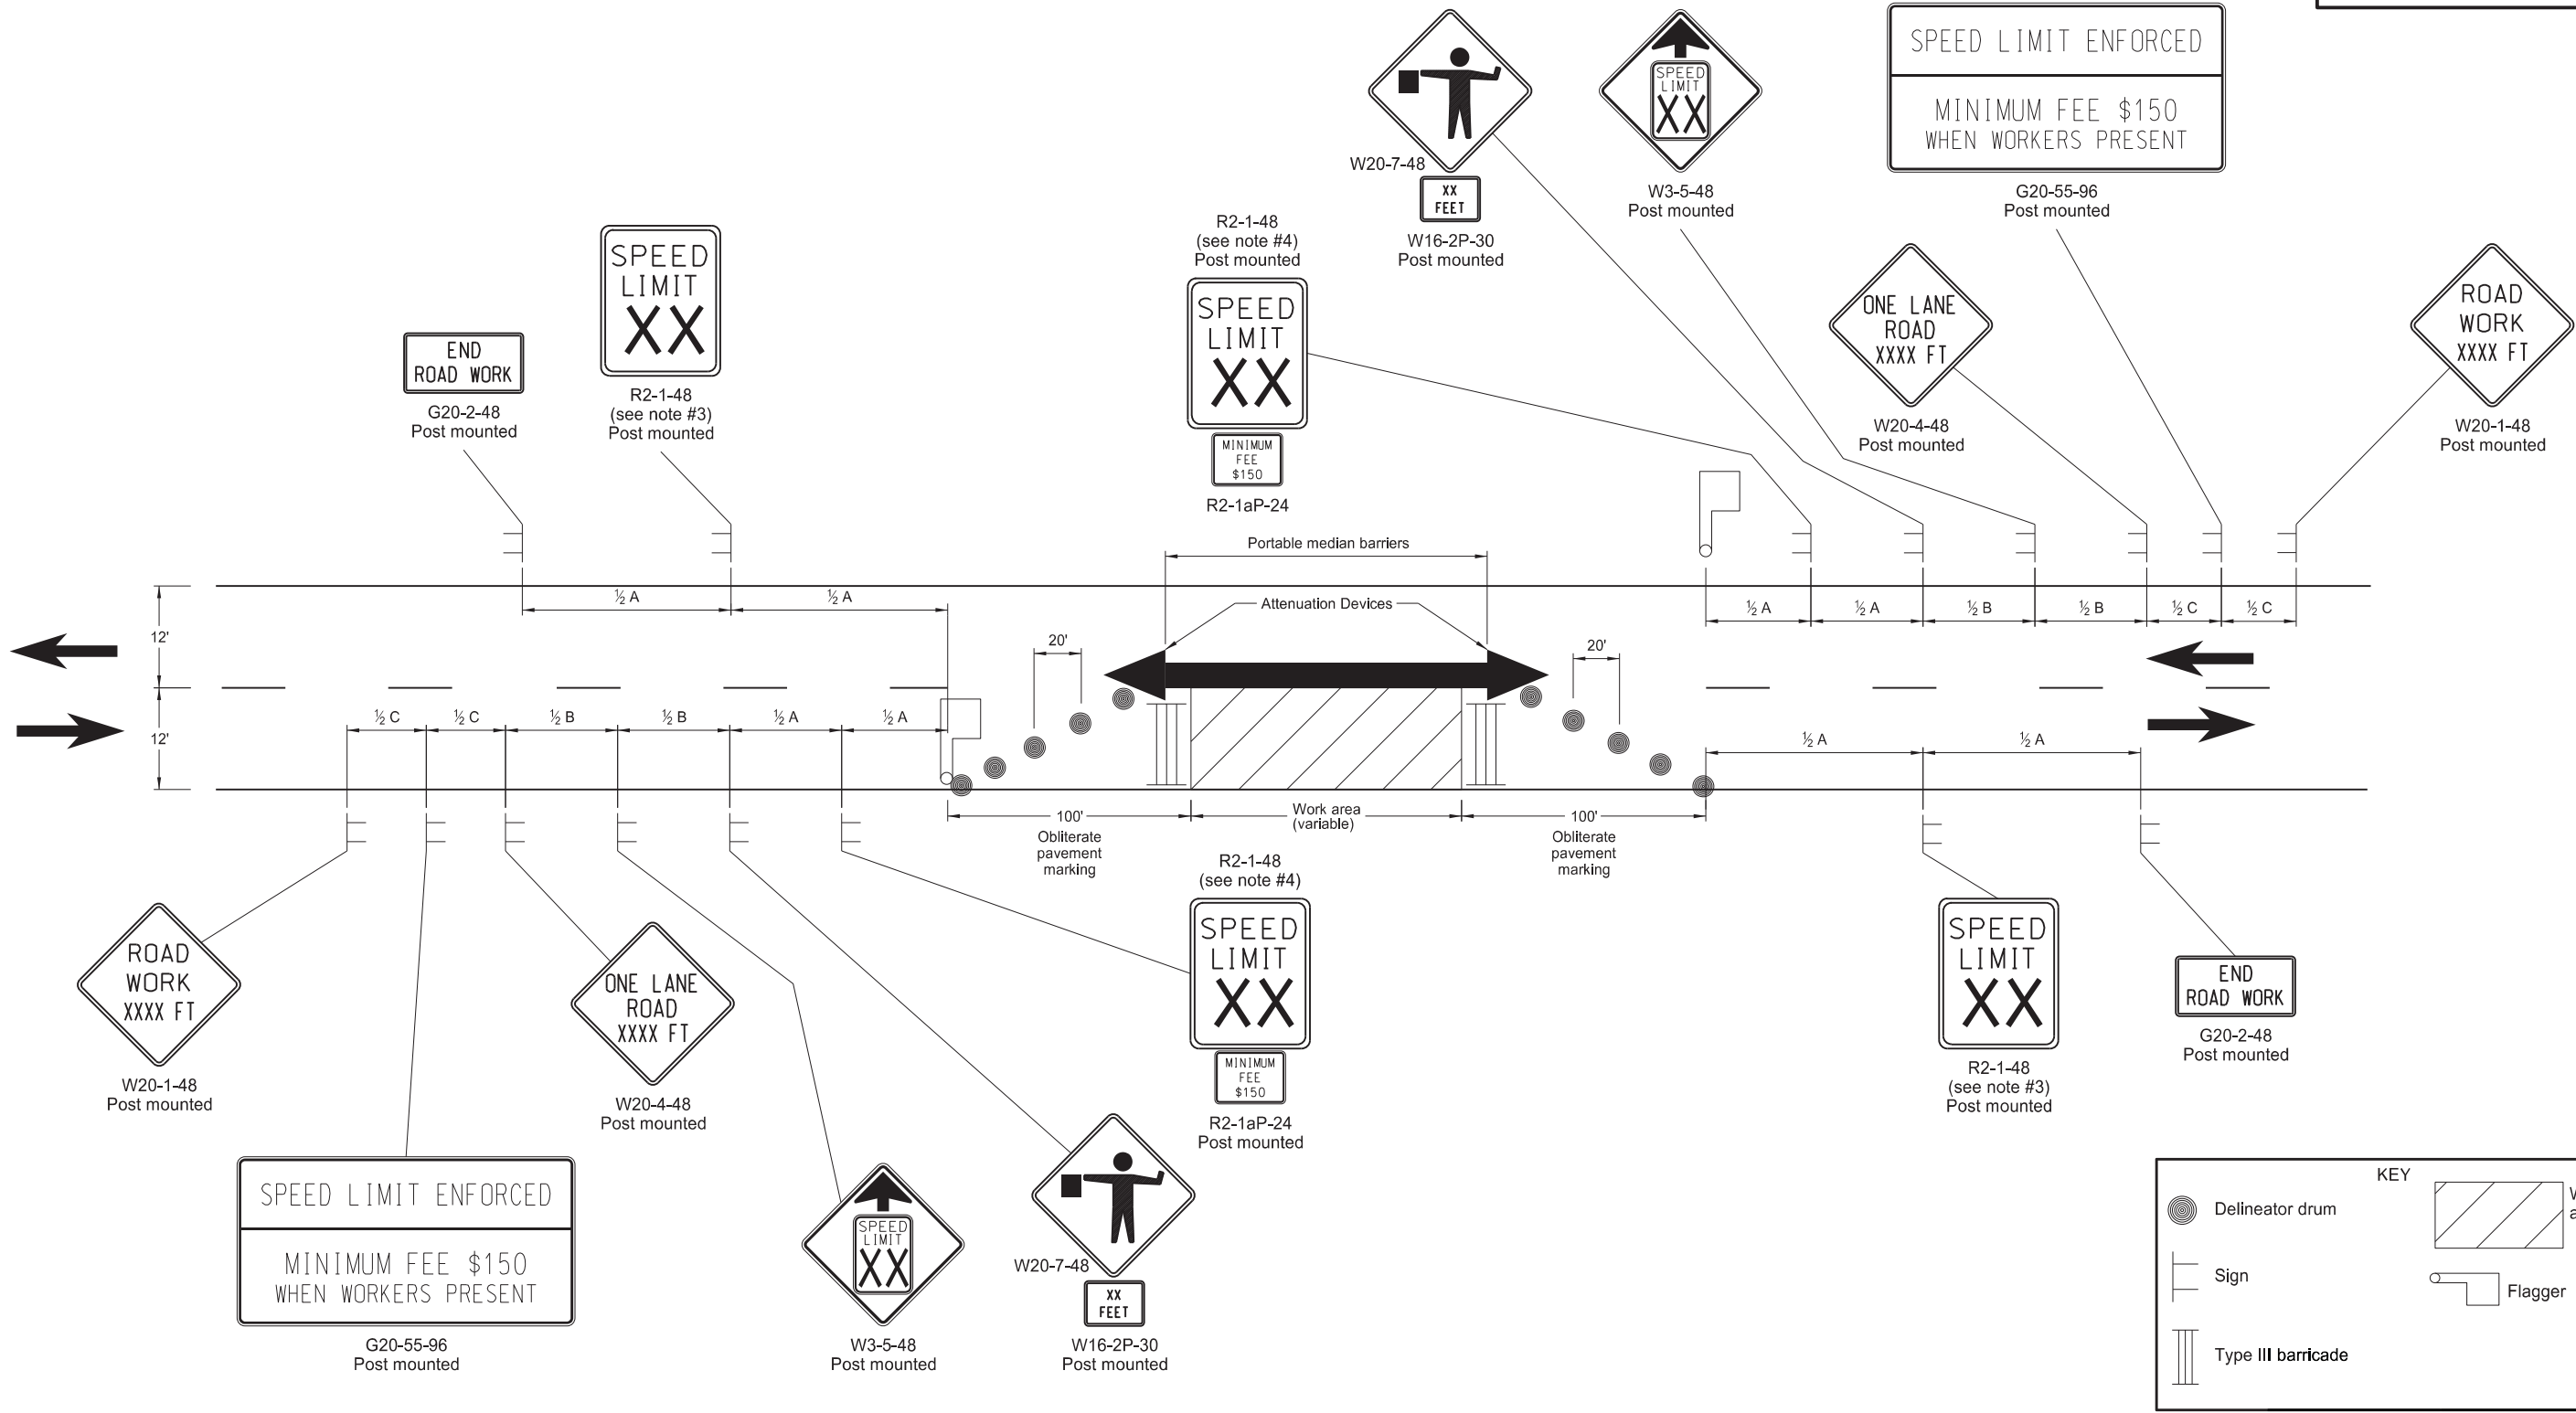 SPEED LIMIT ENFORCED
MINIMUM FEE $150
WHEN WORKERS PRESENT
G20-55-96
Post mounted
SPEED
LIMIT
XX
W3-5-48
Post mounted
W20-7-48
XX
FEET
W16-2P-30
Post mounted
R2-1-48
(see note #4)
Post mounted
SPEED
LIMIT
XX
MINIMUM
FEE
$150
R2-1aP-24
SPEED
LIMIT
XX
R2-1-48
(see note #3)
Post mounted
END
ROAD WORK
G20-2-48
Post mounted
ONE LANE
ROAD
XXXX FT
W20-4-48
Post mounted
ROAD
WORK
XXXX FT
W20-1-48
Post mounted
Portable median barriers
Attenuation Devices
½ A
½ A
½ A
½ A
½ B
½ B
½ C
½ C
12'
12'
20'
20'
½ C
½ C
½ B
½ B
½ A
½ A
½ A
½ A
100'
Obliterate
pavement
marking
Work area
(variable)
100'
Obliterate
pavement
marking
R2-1-48
(see note #4)
SPEED
LIMIT
XX
MINIMUM
FEE
$150
R2-1aP-24
Post mounted
ROAD
WORK
XXXX FT
W20-1-48
Post mounted
ONE LANE
ROAD
XXXX FT
W20-4-48
Post mounted
SPEED
LIMIT
XX
R2-1-48
(see note #3)
Post mounted
END
ROAD WORK
G20-2-48
Post mounted
SPEED LIMIT ENFORCED
MINIMUM FEE $150
WHEN WORKERS PRESENT
G20-55-96
Post mounted
SPEED
LIMIT
XX
W3-5-48
Post mounted
W20-7-48
XX
FEET
W16-2P-30
Post mounted
KEY
Delineator drum
Sign
Flagger
Type III barricade